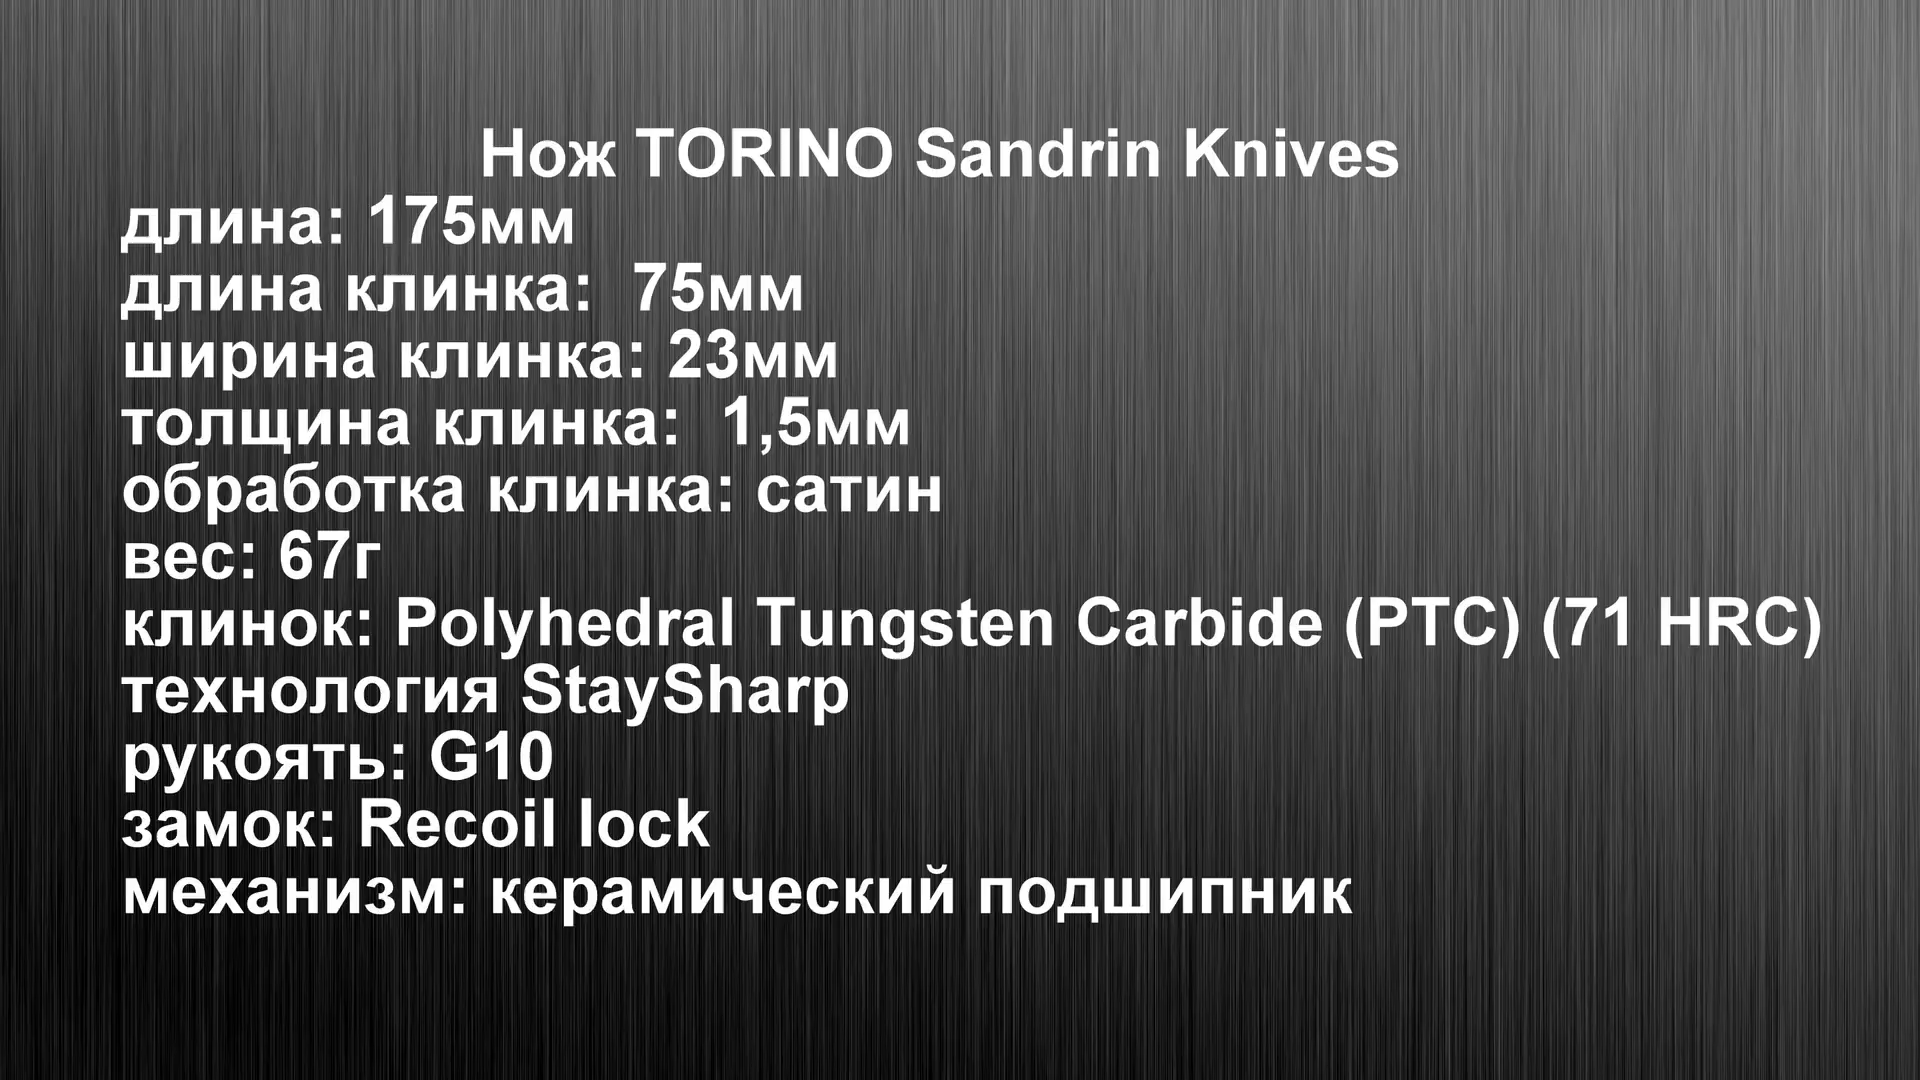 Нож TORINO Sandrin Knives
длина: 175мм
длина клинка:  75мм
ширина клинка: 23мм
толщина клинка:  1,5мм
обработка клинка: сатин
вес: 67г
клинок: Polyhedral Tungsten Carbide (PTC) (71 HRC)
технология StaySharp
рукоять: G10
замок: Recoil lock
механизм: керамический подшипник